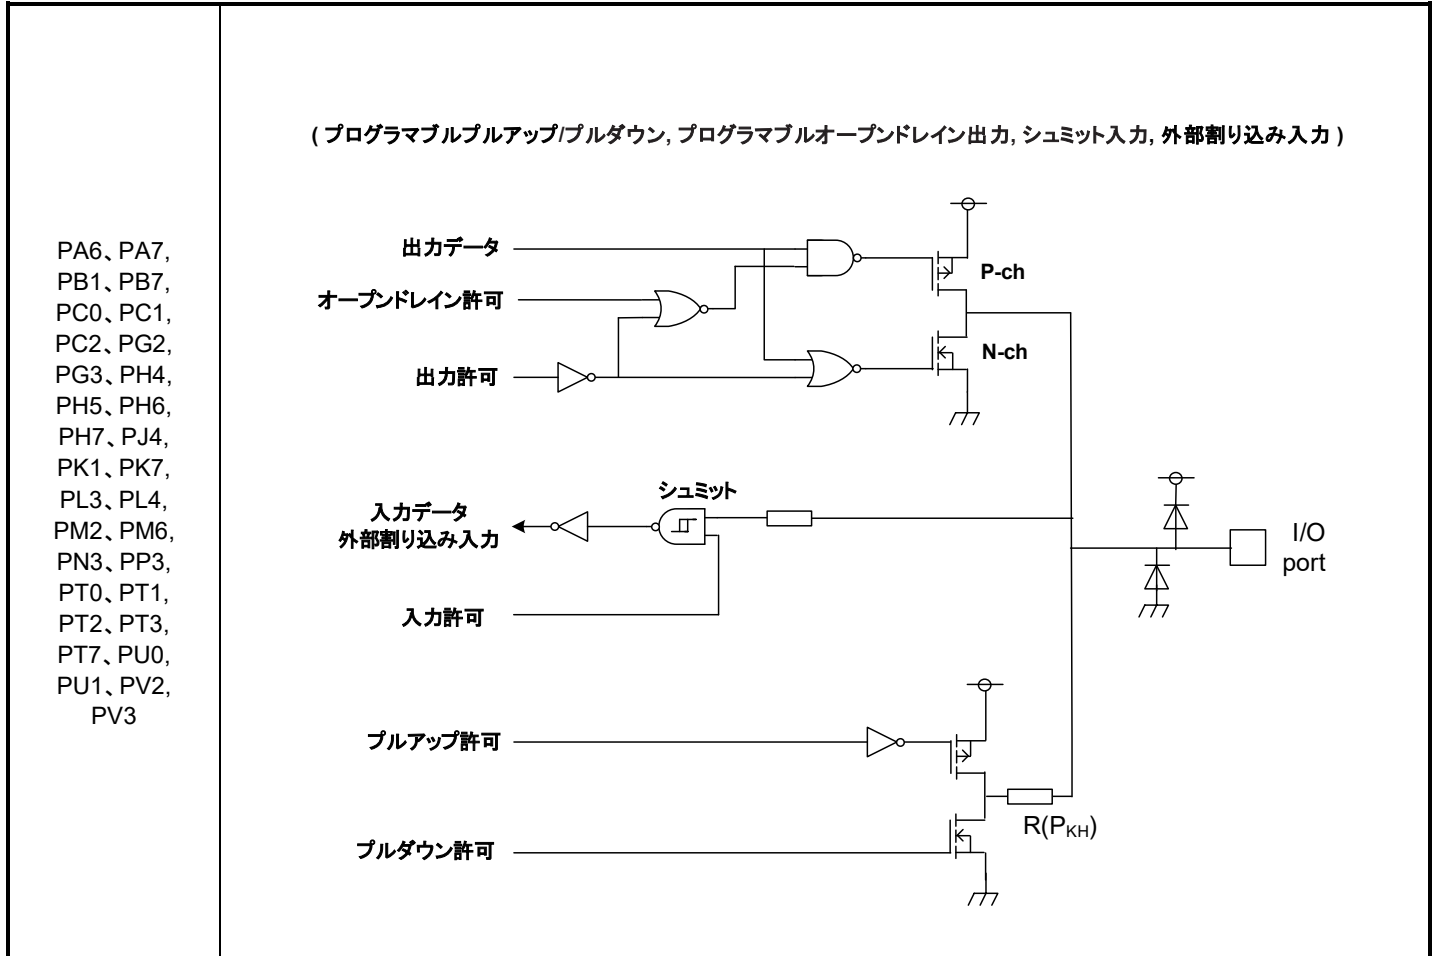 PA6、PA7,
PB1、PB7,
PC0、PC1,
PC2、PG2,
PG3、PH4,
PH5、PH6,
PH7、PJ4,
PK1、PK7,
PL3、PL4,
PM2、PM6,
PN3、PP3,
PT0、PT1,
PT2、PT3,
PT7、PU0,
PU1、PV2,
PV3
( プログラマブルプルアップ/プルダウン, プログラマブルオープンドレイン出力, シュミット入力, 外部割り込み入力 )
出力データ
オープンドレイン許可
出力許可
P-ch
N-ch
シュミット
入力データ
外部割り込み入力
入力許可
I/O
port
プルアップ許可
プルダウン許可
R(PKH)